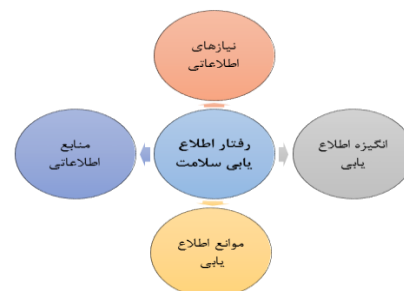 نیازهای
اطلاعاتی
انگیزه اطلاع
یابی
رفتار اطلاع
یابی سلامت
منابع
اطلاعاتی
موانع اطلاع
یابی